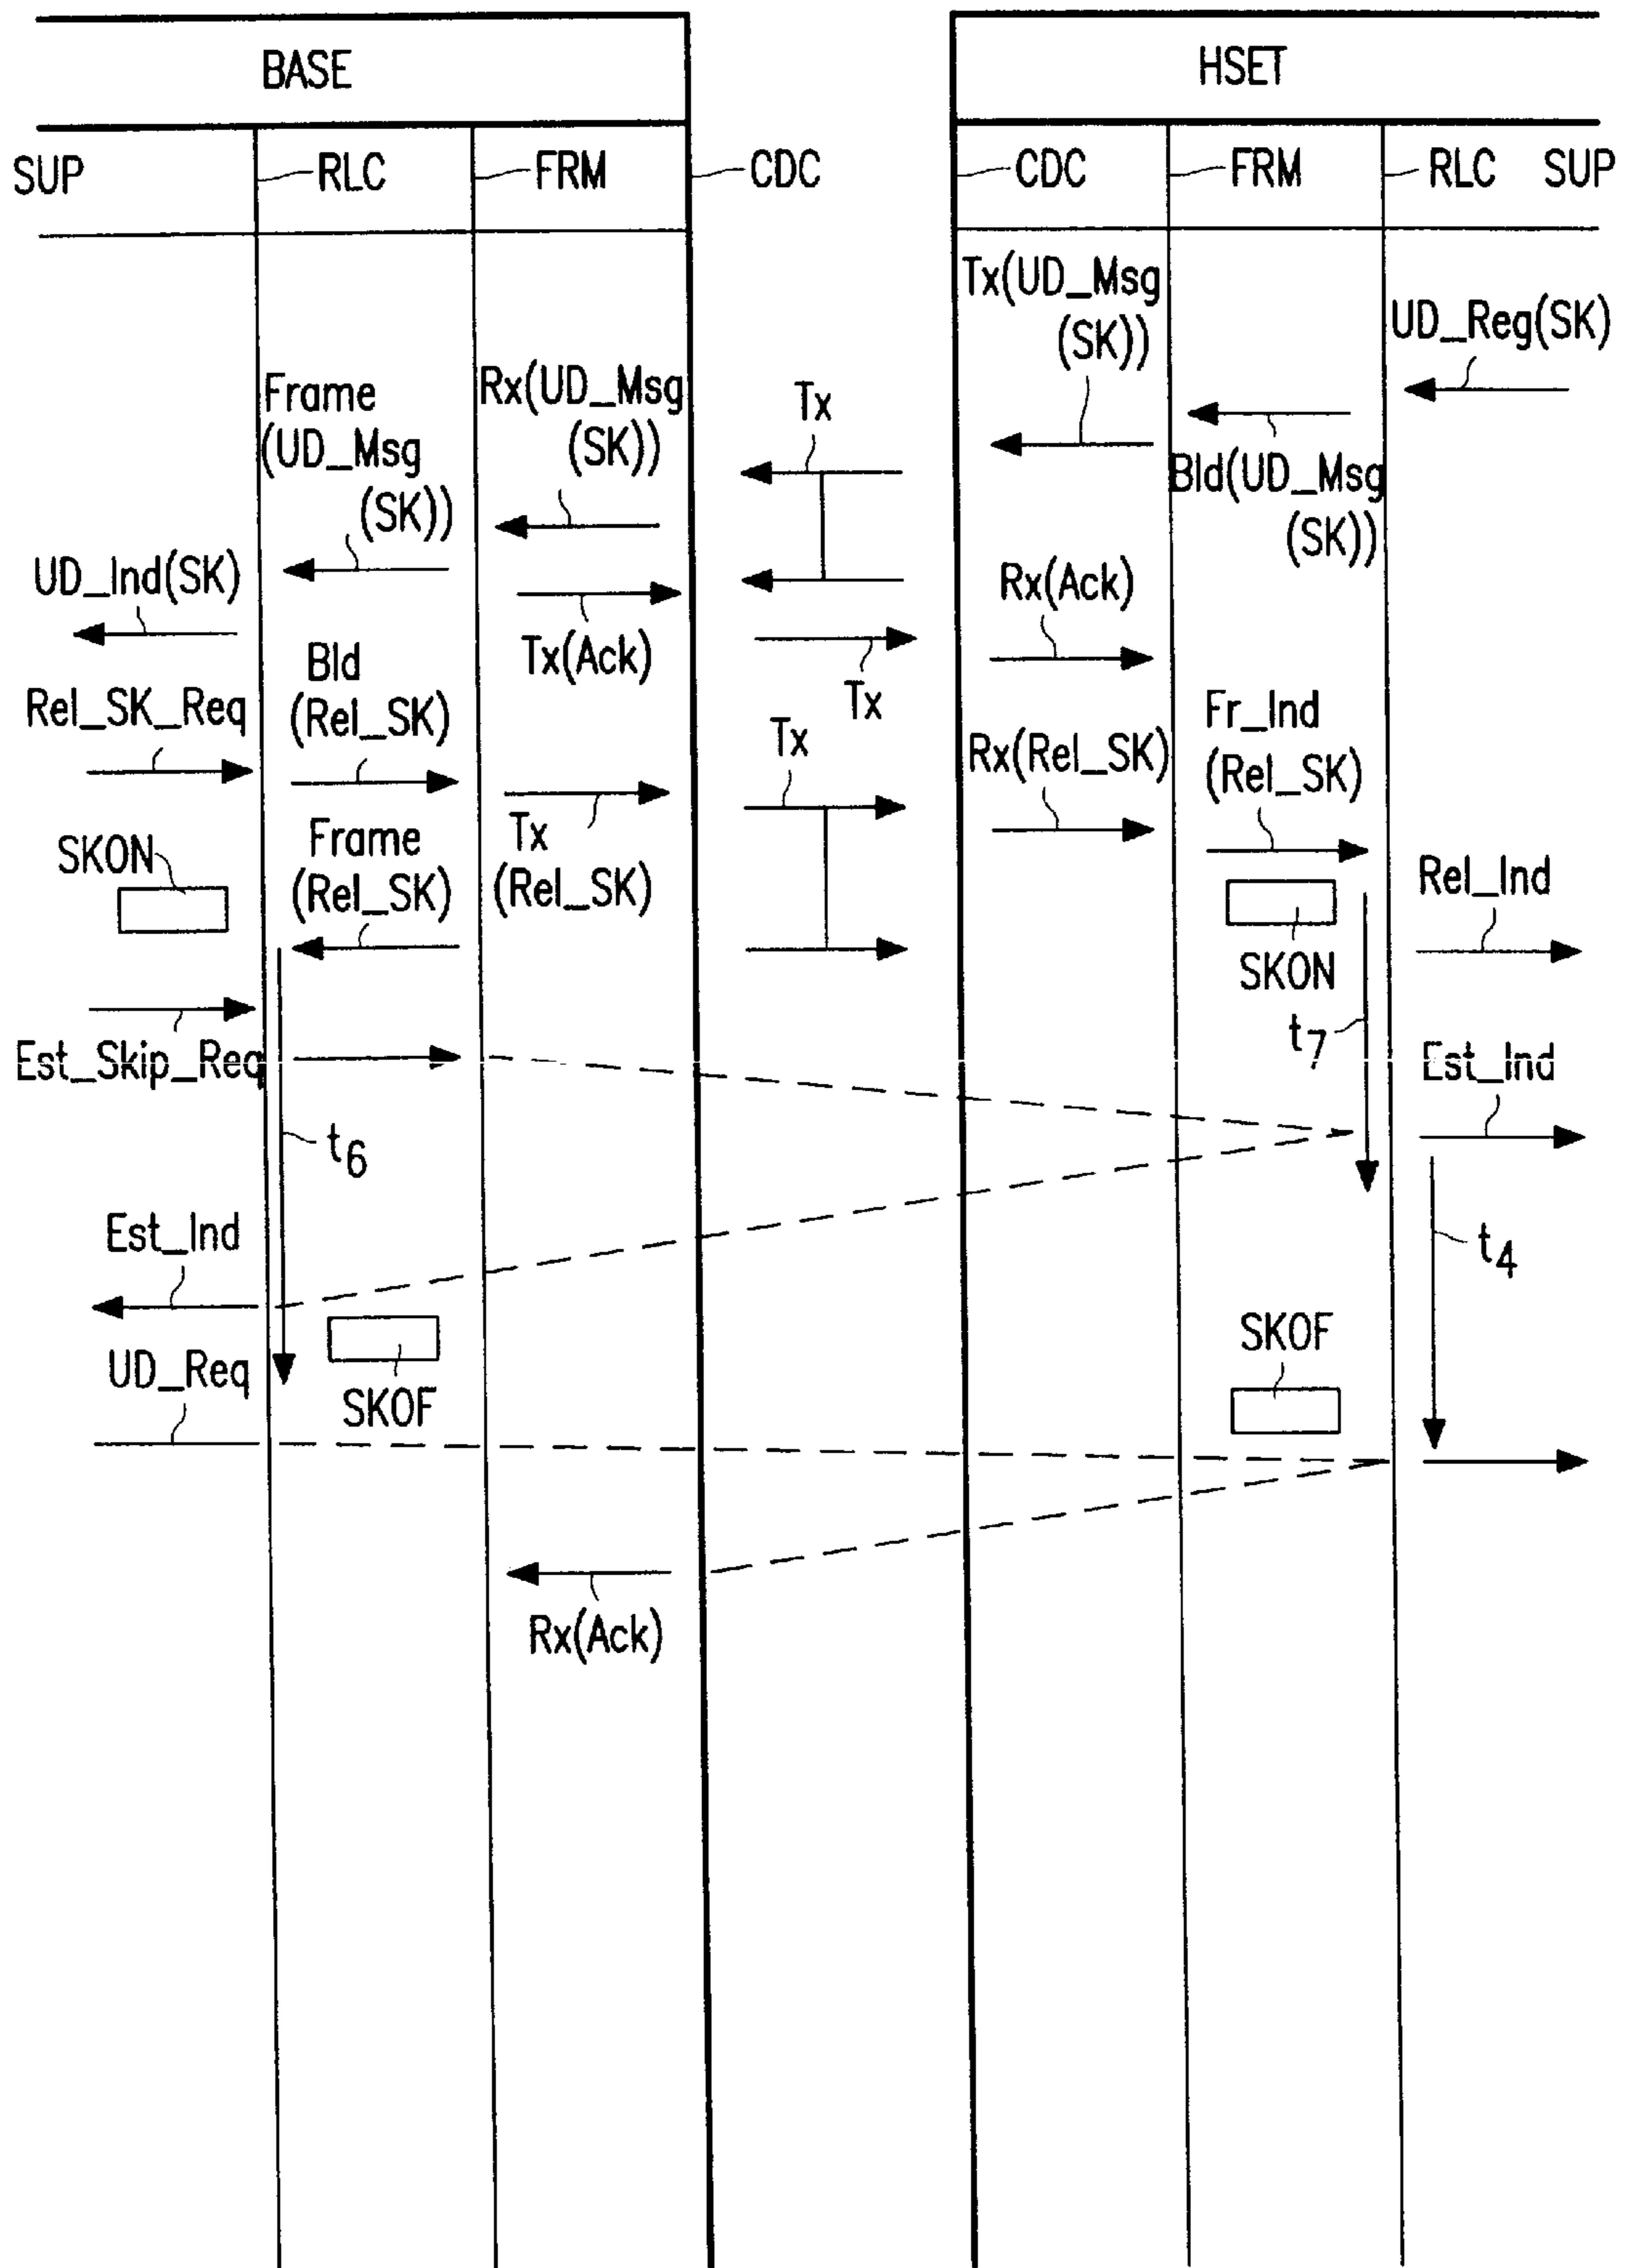 BASE
HSET
SUP
RLC
FRM
CDC
CDC
FRM
RLC
SUP
Tx(UD_Msg
(SK))
UD_Reg(SK)
Frame
(UD_Msg
(SK))
Rx(UD_Msg
(SK))
Tx
Bld(UD_Msg
(SK))
UD_Ind(SK)
Tx(Ack)
Rx(Ack)
Bld
(Rel_SK)
Tx
Rel_SK_Req
Tx
Rx(Rel_SK)
Fr_Ind
(Rel_SK)
SKON
Frame
(Rel_SK)
Tx
(Rel_SK)
Rel_Ind
SKON
Est_Skip_Req
t7
Est_Ind
t6
Est_Ind
t4
UD_Req
SKOF
SKOF
Rx(Ack)